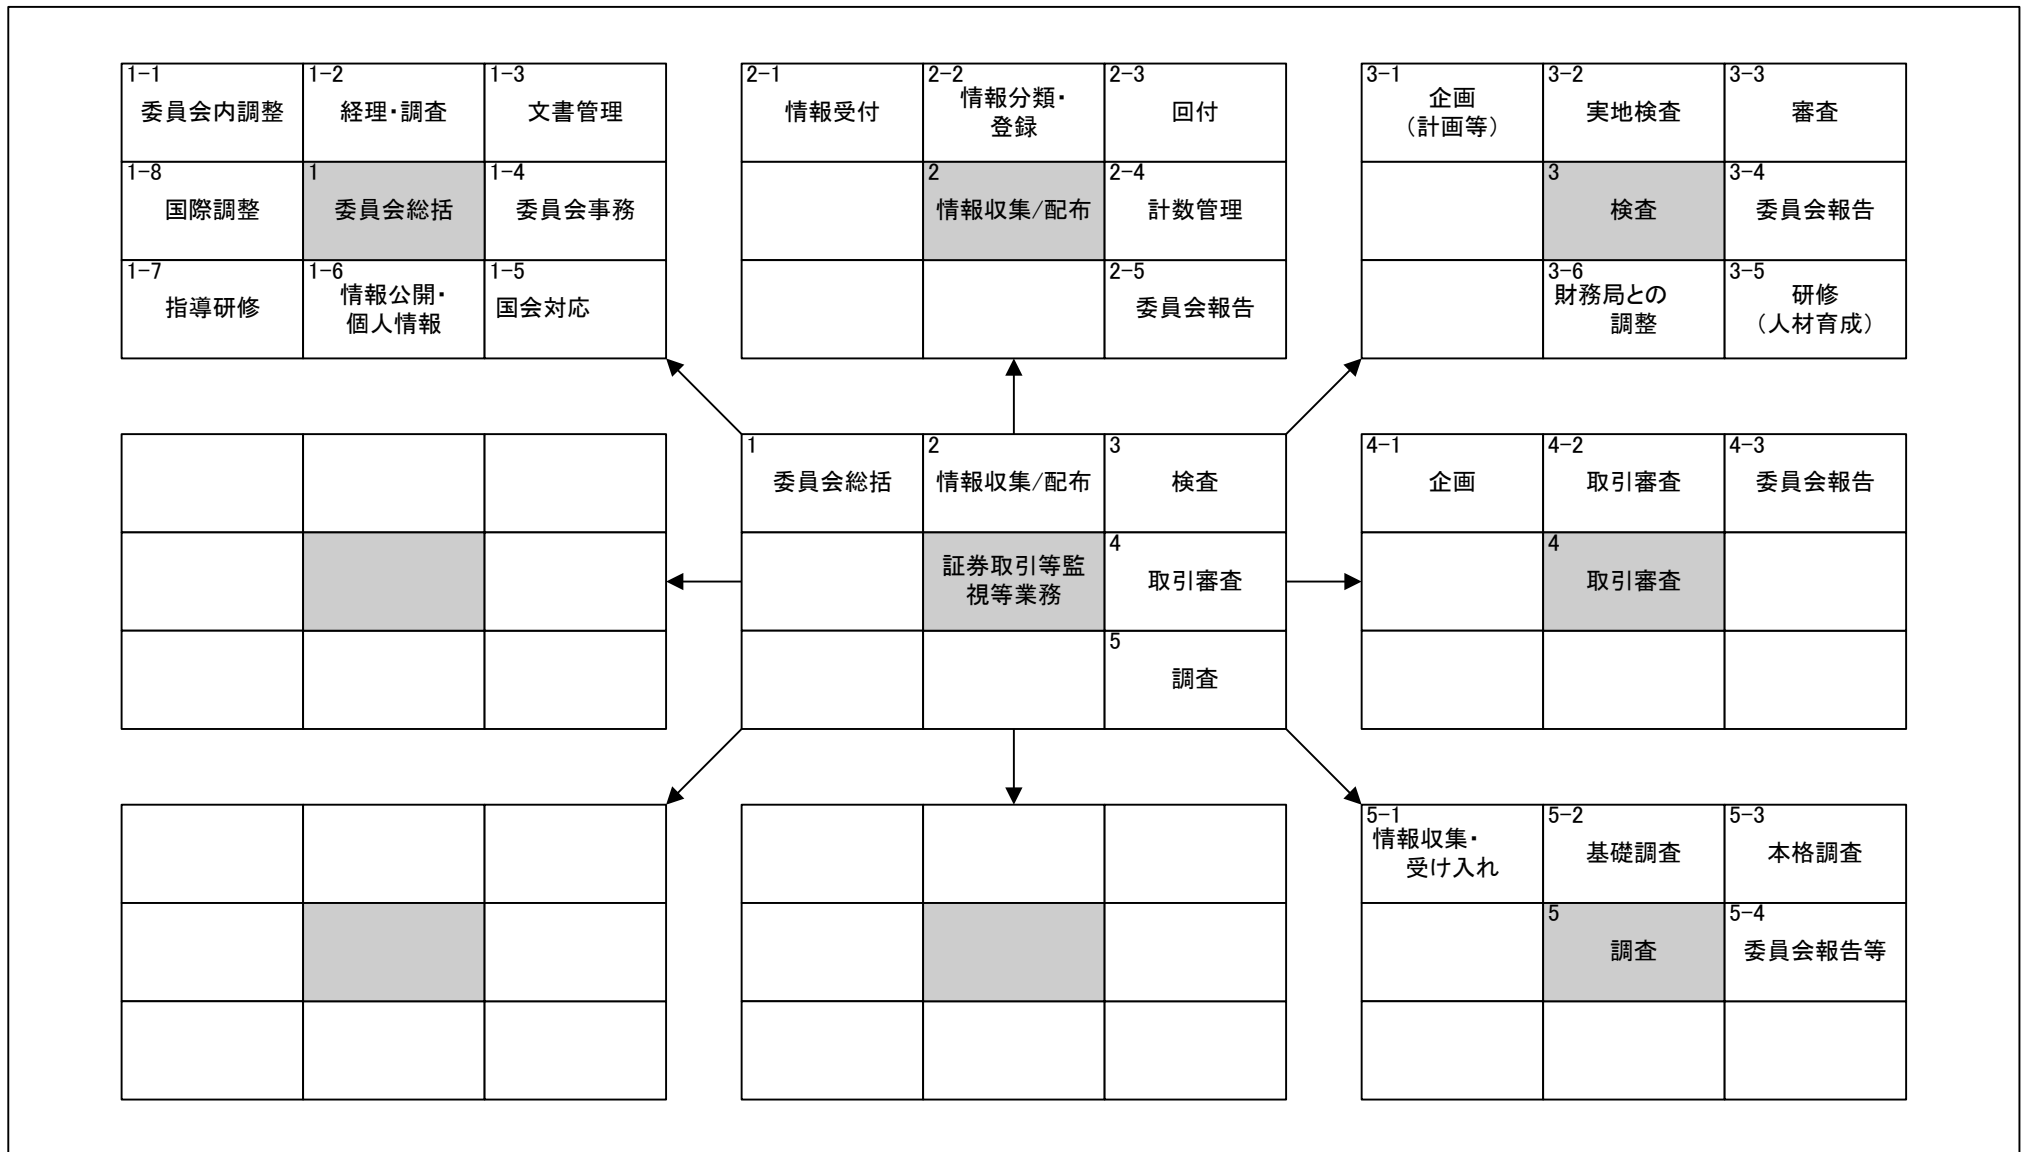 1-1
委員会内調整
1-2
経理・調査
1-3
文書管理
1-8
国際調整
1
委員会総括
1-4
委員会事務
1-7
指導研修
1-6
情報公開・
個人情報
1-5
国会対応
2-1
情報受付
2-2
情報分類・
登録
2-3
回付
2
情報収集/配布
2-4
計数管理
2-5
委員会報告
3-1
企画
（計画等）
3-2
実地検査
3-3
審査
3
検査
3-4
委員会報告
3-6
財務局との
調整
3-5
研修
（人材育成）
1
委員会総括
2
情報収集/配布
3
検査
証券取引等監
視等業務
4
取引審査
5
調査
4-1
企画
4-2
取引審査
4-3
委員会報告
4
取引審査
5-1
情報収集・
受け入れ
5-2
基礎調査
5-3
本格調査
5
調査
5-4
委員会報告等